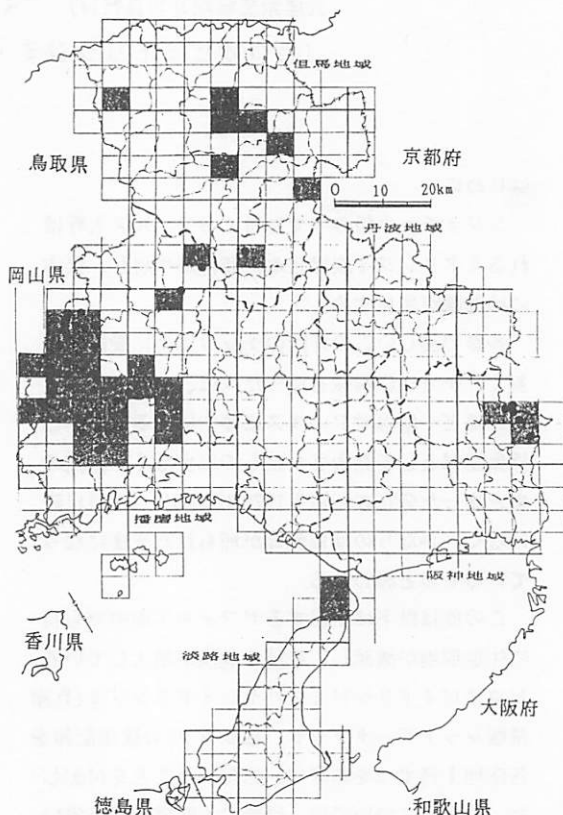 但馬地域
鳥取県
京都府
0 10 20km
丹波地域
岡山県
播磨地域
阪神地域
香川県
淡路地域
大阪府
徳島県
和歌山県